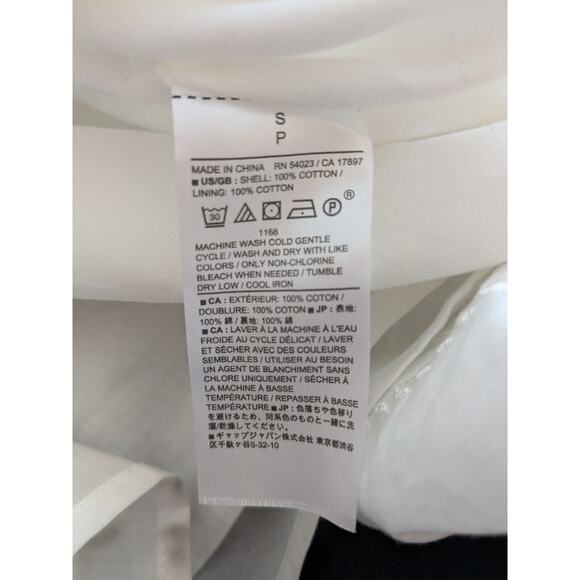 S
P
MADE IN CHINA RN 54023 / CA 17897
■ US/GB : SHELL: 100% COTTON /
LINING: 100% COTTON
30 P ®
1166
MACHINE WASH COLD GENTLE
CYCLE / WASH AND DRY WITH LIKE
COLORS / ONLY NON-CHLORINE
BLEACH WHEN NEEDED / TUMBLE
DRY LOW / COOL IRON
■ CA : EXTÉRIEUR: 100% COTON /
DOUBLURE: 100% COTON ■ JP : 表地:
100% 綿 / 裏地: 100% 綿
■ CA : LAVER À LA MACHINE À L'EAU
FROIDE AU CYCLE DÉLICAT / LAVER
ET SÉCHER AVEC DES COULEURS
SEMBLABLES / UTILISER AU BESOIN
UN AGENT DE BLANCHIMENT SANS
CHLORE UNIQUEMENT / SÉCHER À
LA MACHINE À BASSE
TEMPÉRATURE / REPASSER À BASSE
TEMPÉRATURE ■ JP : 色落ちや色移り
を避けるため、同系色のものと一緒に洗
濯/乾燥してください。
■ ギャップジャパン株式会社 東京都渋谷
区千駄ヶ谷5-32-10